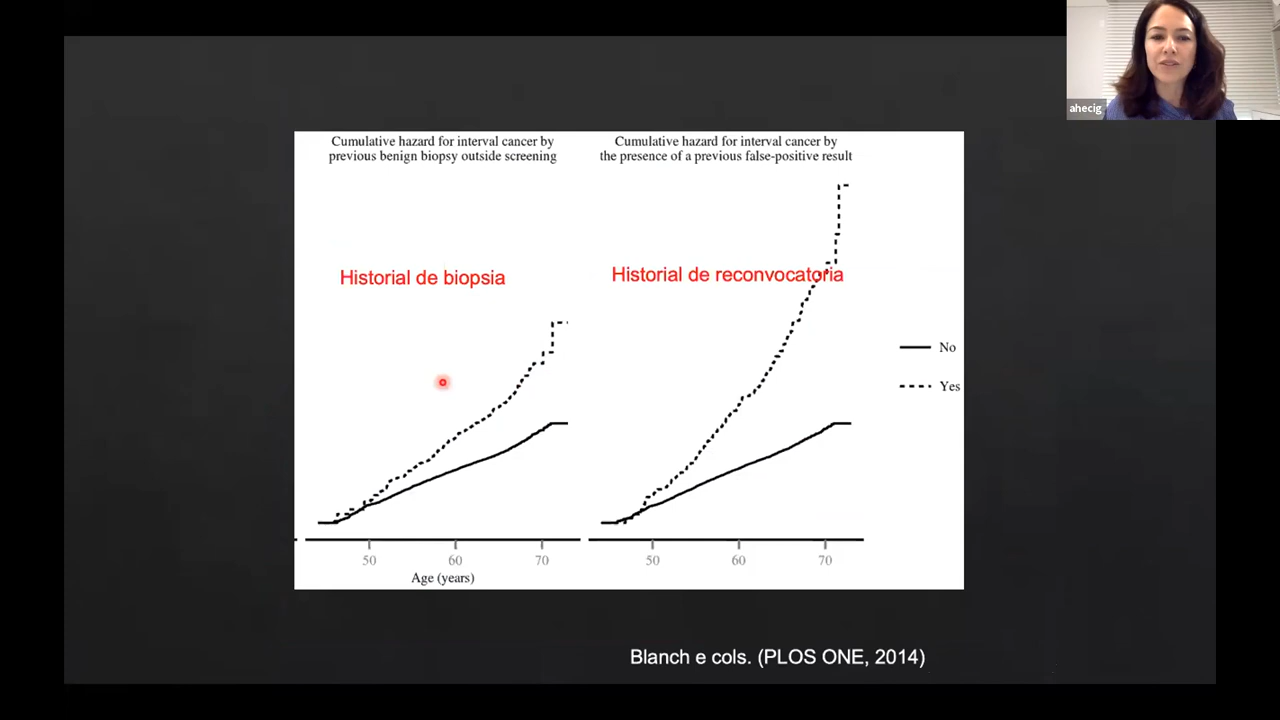 ahecig
Cumulative hazard for interval cancer by
previous benign biopsy outside screening
Cumulative hazard for interval cancer by
the presence of a previous false-positive result
Historial de biopsia
Historial de reconvocatoria
No
Yes
50
60
70
50
60
70
Age (years)
Blanch e cols. (PLOS ONE, 2014)